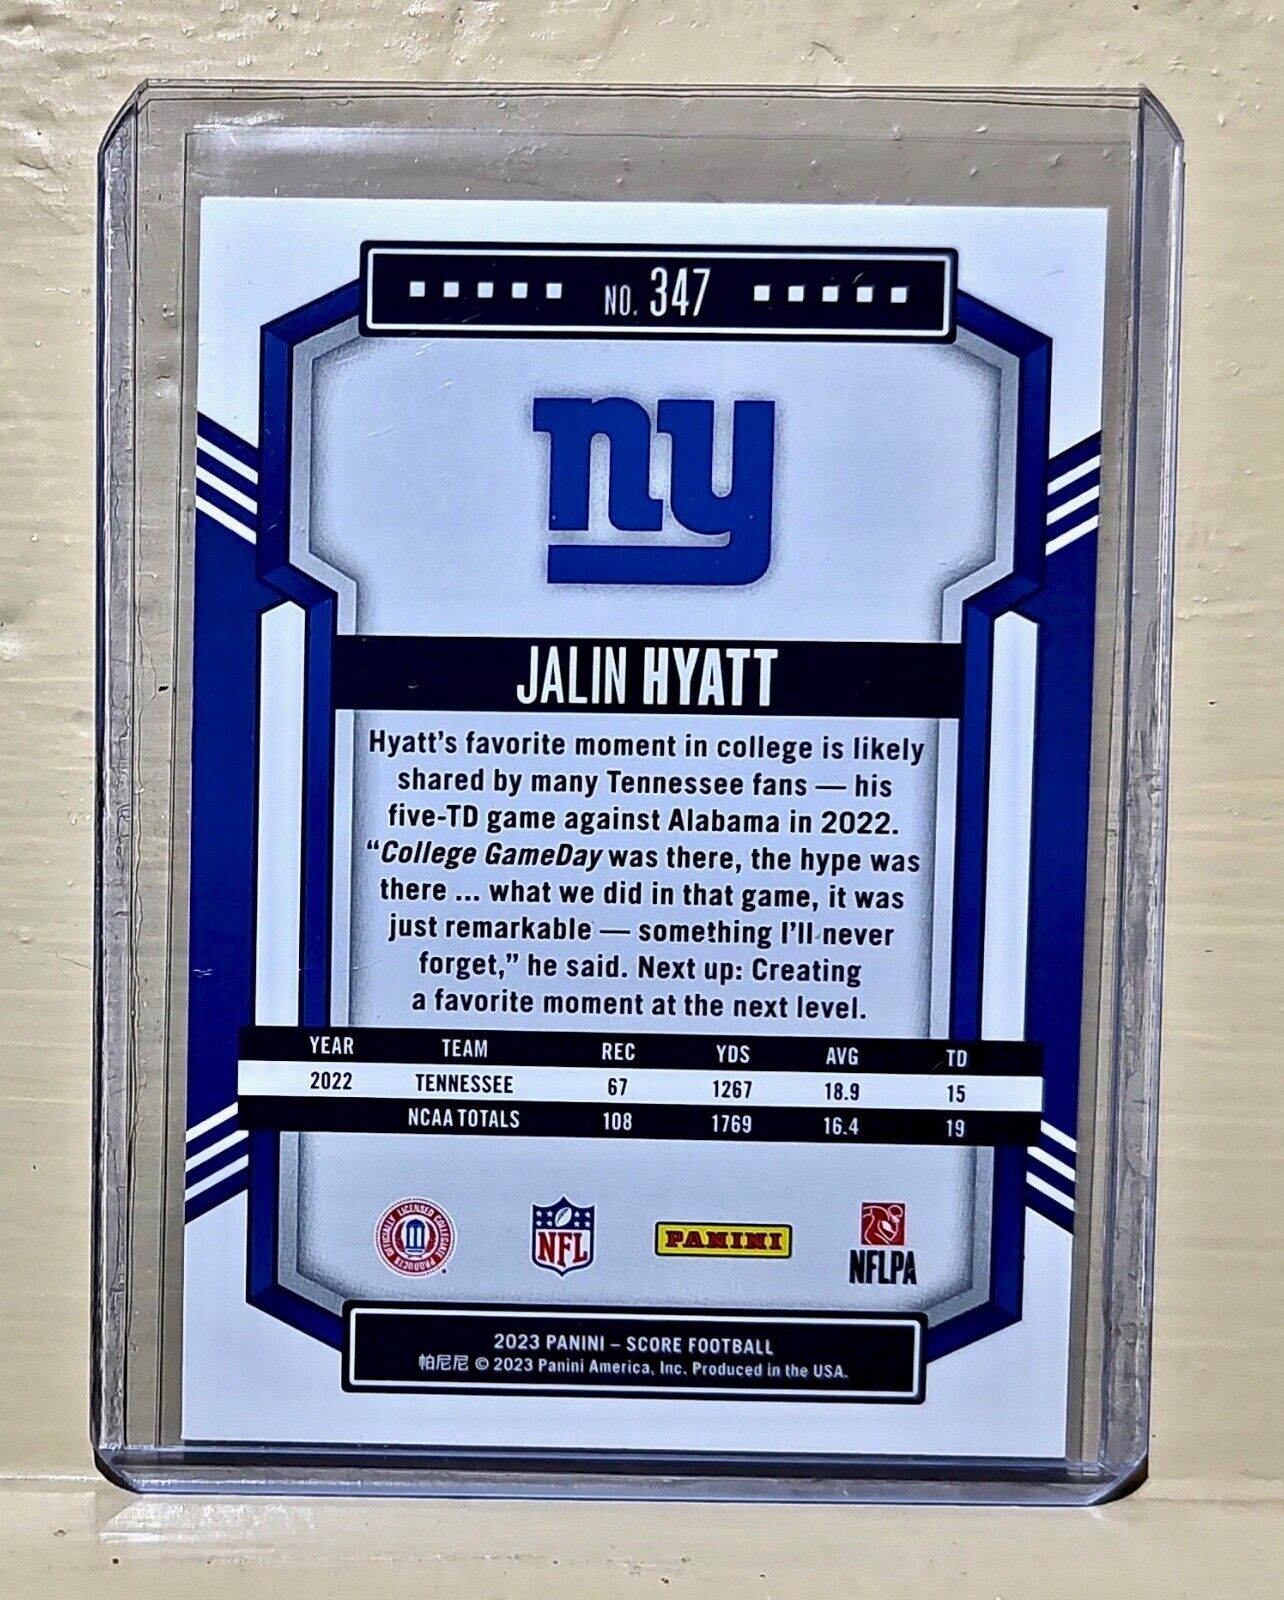 NO. 347
ny
JALIN HYATT
Hyatt's favorite moment in college is likely
shared by many Tennessee fans — his
five-TD game against Alabama in 2022.
"College GameDay was there, the hype was
there ... what we did in that game, it was
just remarkable — something I'll never
forget," he said. Next up: Creating
a favorite moment at the next level.
YEAR TEAM REC YDS AVG TD
2022 TENNESSEE 67 1267 18.9 15
NCAA TOTALS 108 1769 16.4 19
OFFICIALLY LICENSED COLLEGIATE PRODUCTS
NFL
PANINI
NFLPA
2023 PANINI – SCORE FOOTBALL
帕尼尼 © 2023 Panini America, Inc. Produced in the USA.